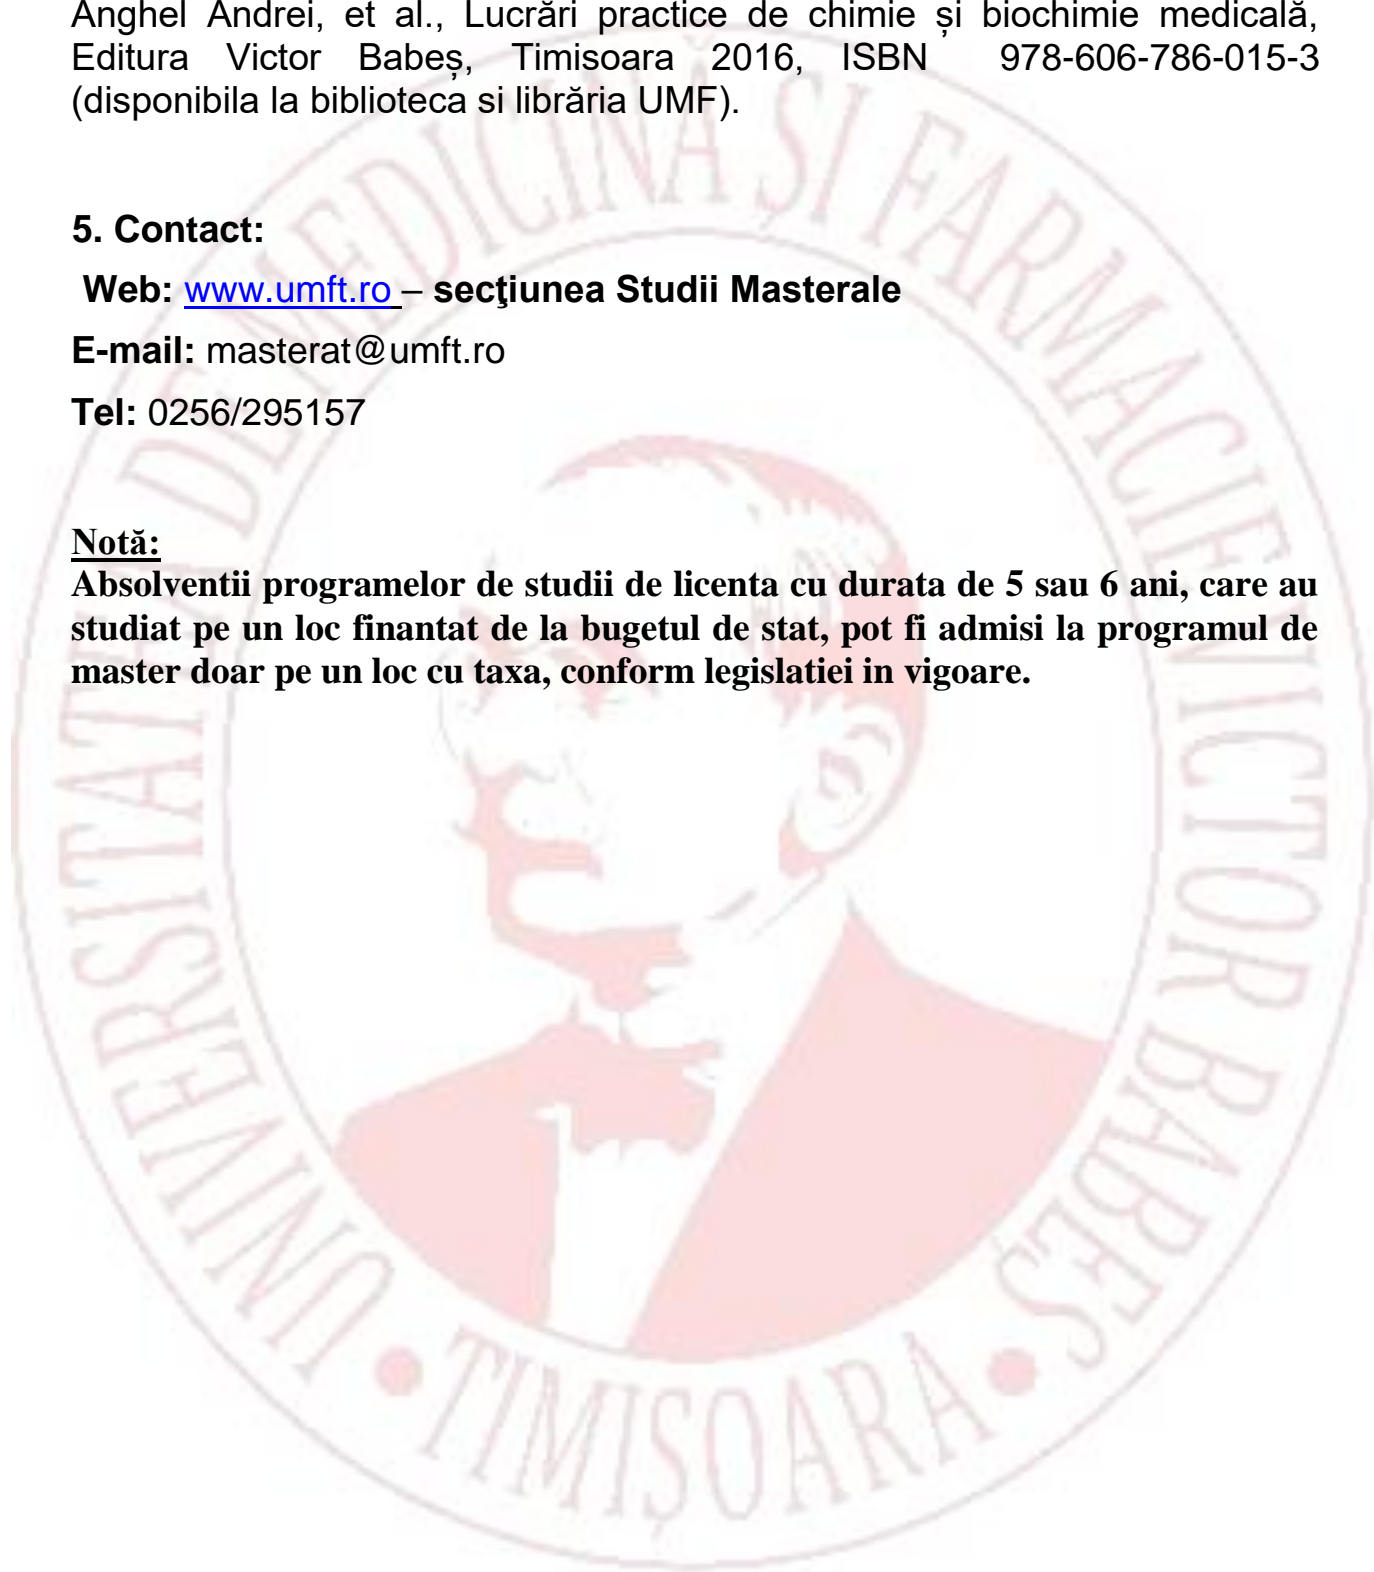 Anghel Andrei, et al., Lucrări practice de chimie și biochimie medicală,
Editura Victor Babeș, Timisoara 2016, ISBN 978-606-786-015-3
(disponibila la biblioteca si librăria UMF).
5. Contact:
Web: www.umft.ro – secţiunea Studii Masterale
E-mail: masterat@umft.ro
Tel: 0256/295157
Notă:
Absolventii programelor de studii de licenta cu durata de 5 sau 6 ani, care au
studiat pe un loc finantat de la bugetul de stat, pot fi admisi la programul de
master doar pe un loc cu taxa, conform legislatiei in vigoare.
UNIVERSITATEA DE MEDICINĂ ȘI FARMACIE VICTOR BABEȘ
• TIMIȘOARA •